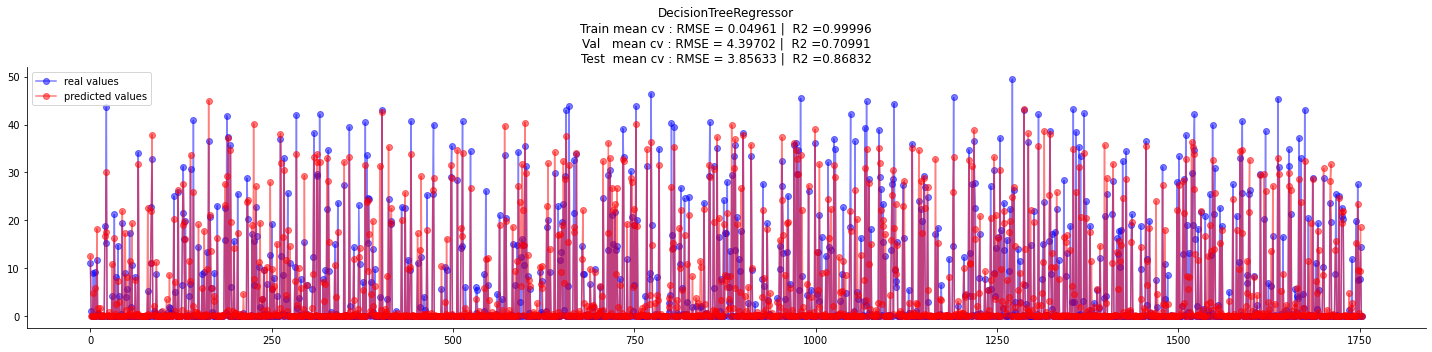 DecisionTreeRegressor
Train mean cv : RMSE = 0.04961 | R2 =0.99996
Val mean cv : RMSE = 4.39702 | R2 =0.70991
Test mean cv : RMSE = 3.85633 | R2 =0.86832
real values
predicted values
50
40
30
20
10
0
0 250 500 750 1000 1250 1500 1750